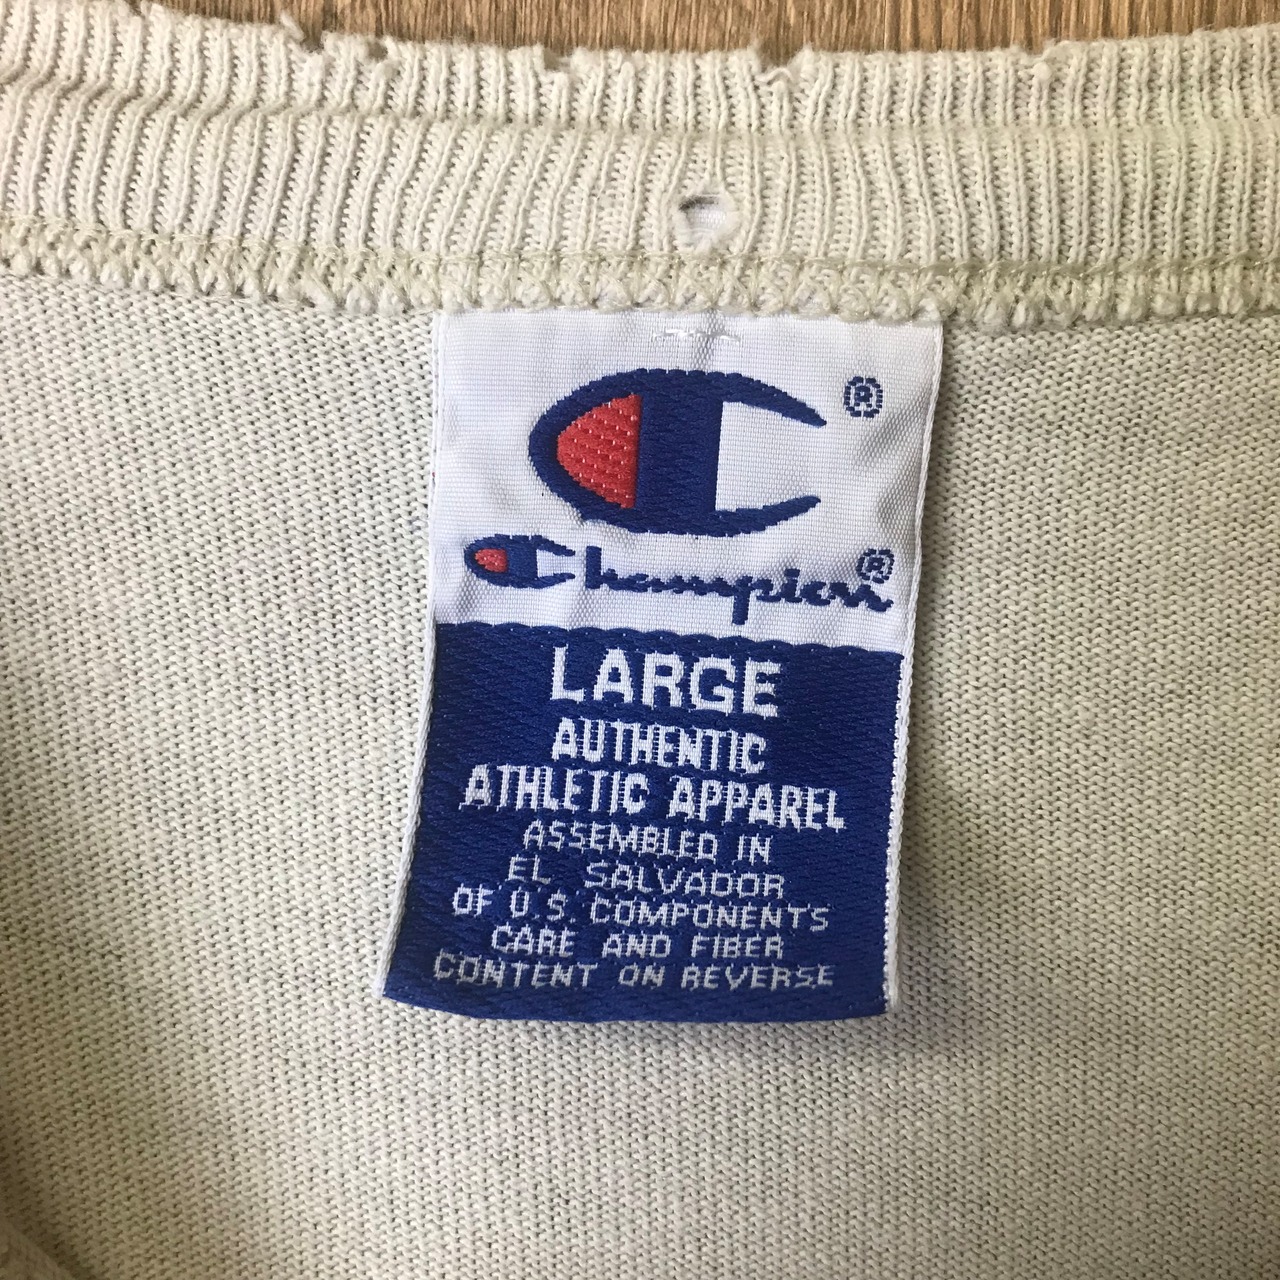 ®
Champion®
LARGE
AUTHENTIC
ATHLETIC APPAREL
ASSEMBLED IN
EL SALVADOR
OF U.S. COMPONENTS
CARE AND FIBER
CONTENT ON REVERSE